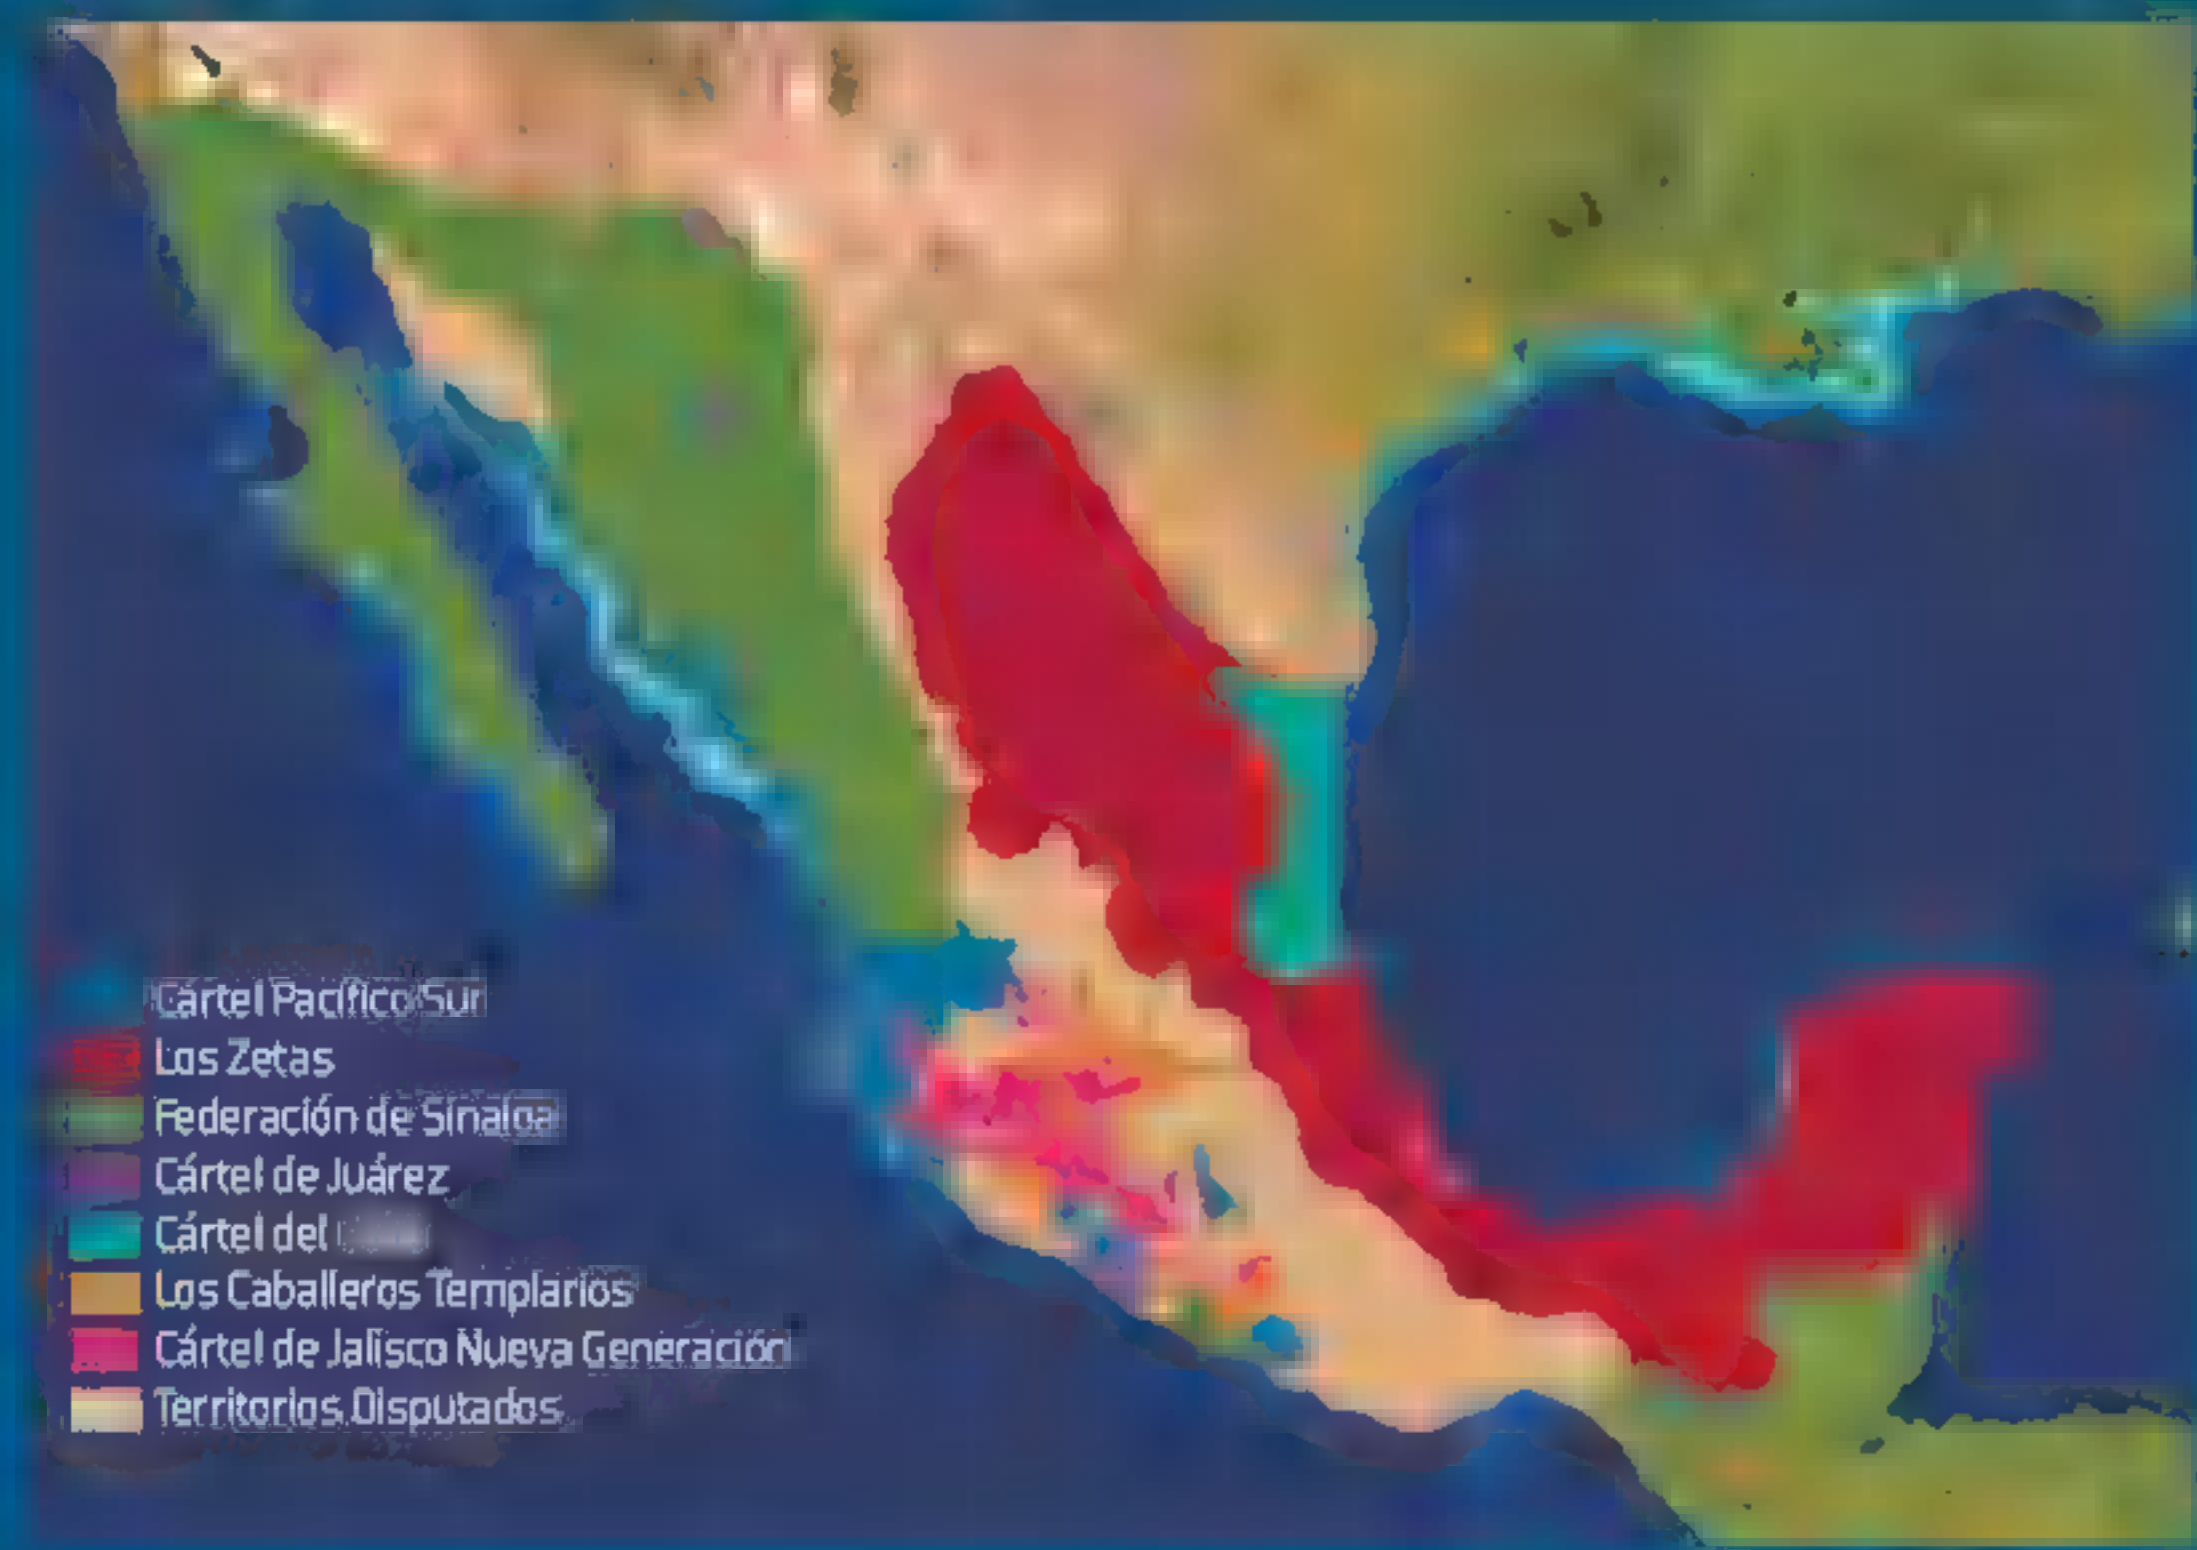 Cártel Pacífico Sur
Los Zetas
Federación de Sinaloa
Cártel de Juárez
Cártel del
Los Caballeros Templarios
Cártel de Jalisco Nueva Generación
Territorios Disputados